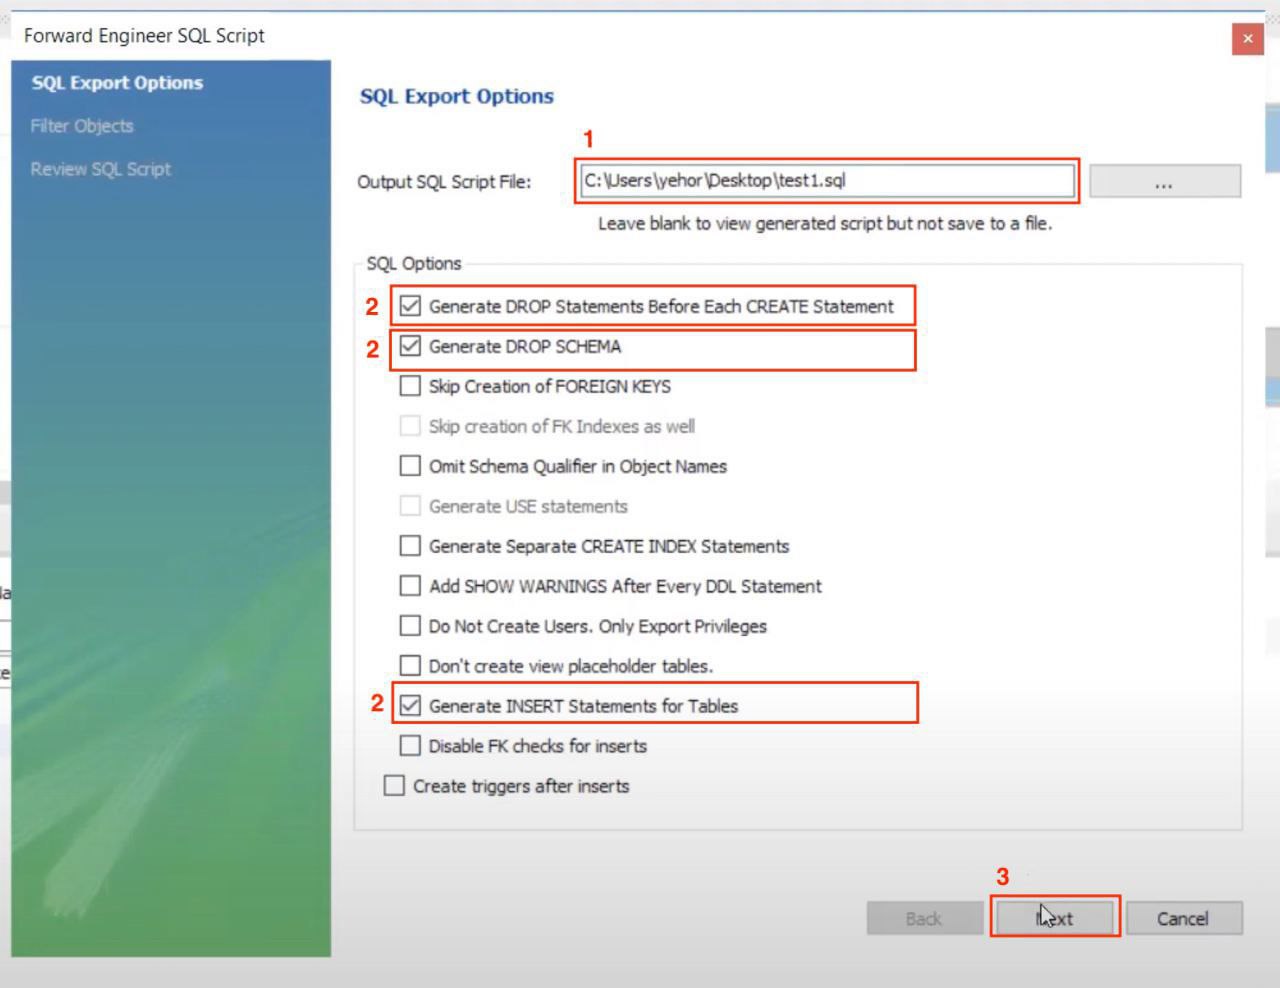 Forward Engineer SQL Script
SQL Export Options
Filter Objects
Review SQL Script
SQL Export Options
1
Output SQL Script File:
C:\Users\yehor\Desktop\test1.sql
...
Leave blank to view generated script but not save to a file.
SQL Options
2
Generate DROP Statements Before Each CREATE Statement
2
Generate DROP SCHEMA
Skip Creation of FOREIGN KEYS
Skip creation of FK Indexes as well
Omit Schema Qualifier in Object Names
Generate USE statements
Generate Separate CREATE INDEX Statements
Add SHOW WARNINGS After Every DDL Statement
Do Not Create Users. Only Export Privileges
Don't create view placeholder tables.
2
Generate INSERT Statements for Tables
Disable FK checks for inserts
Create triggers after inserts
3
Back
Next
Cancel